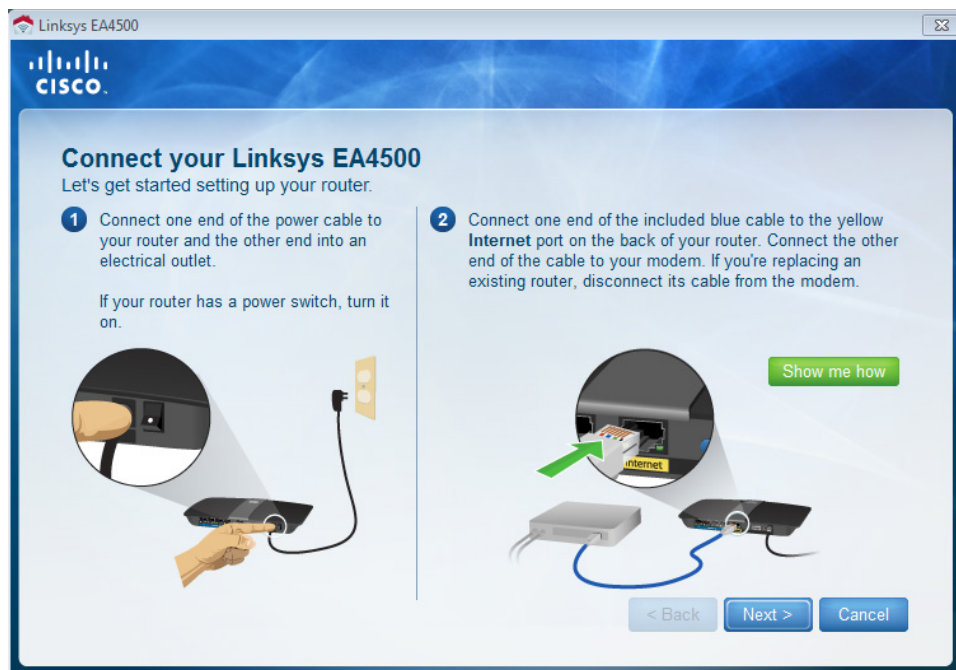 Linksys EA4500
CISCO.
Connect your Linksys EA4500
Let's get started setting up your router.
1 Connect one end of the power cable to
your router and the other end into an
electrical outlet.
If your router has a power switch, turn it
on.
2 Connect one end of the included blue cable to the yellow
Internet port on the back of your router. Connect the other
end of the cable to your modem. If you're replacing an
existing router, disconnect its cable from the modem.
Show me how
Internet
< Back
Next >
Cancel